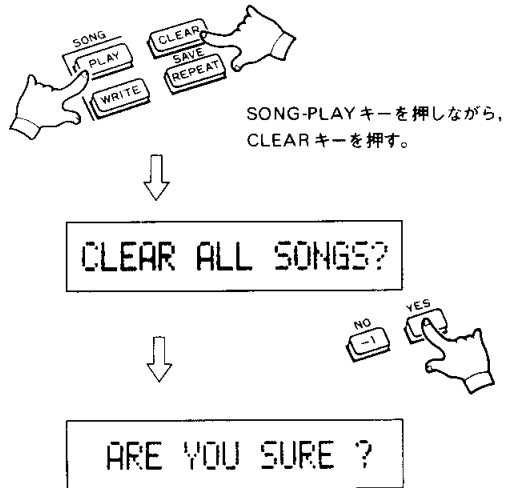 SONG
PLAY
CLEAR
SAVE
WRITE
REPEAT
SONG-PLAYキーを押しながら,
CLEARキーを押す。
CLEAR ALL SONGS?
NO
YES
-1
ARE YOU SURE ?